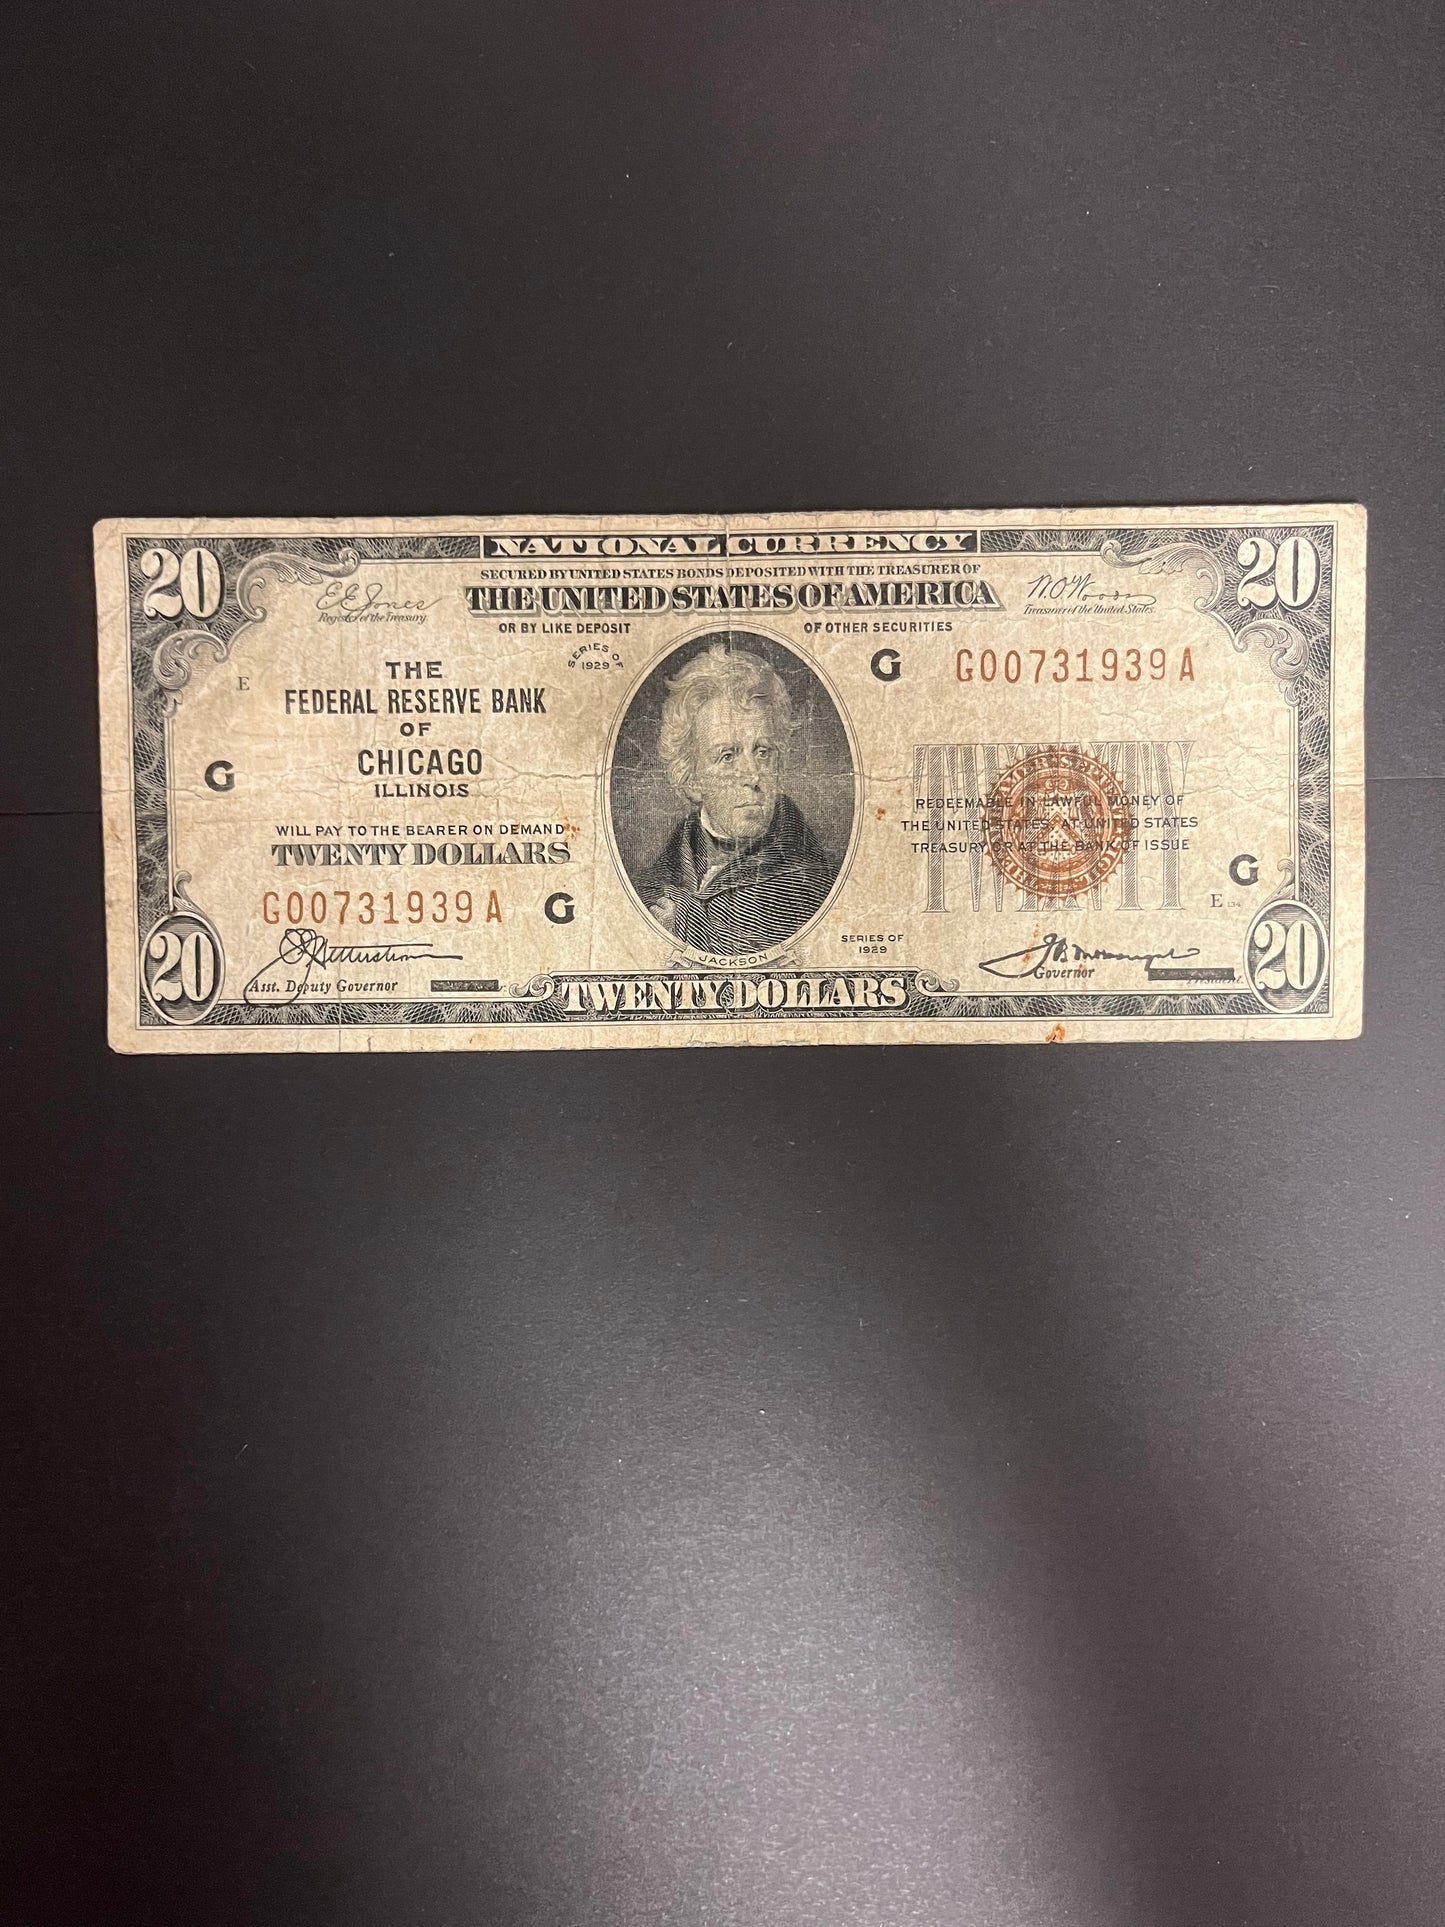 NATIONAL CURRENCY
20 20
SECURED BY UNITED STATES BONDS DEPOSITED WITH THE TREASURER OF
THE UNITED STATES OF AMERICA
OR BY LIKE DEPOSIT OF OTHER SECURITIES
E E Jones
Register of the Treasury.
W. O. Woods
Treasurer of the United States.
SERIES OF
1929
E
THE
FEDERAL RESERVE BANK
OF
CHICAGO
ILLINOIS
G
WILL PAY TO THE BEARER ON DEMAND
TWENTY DOLLARS
G00731939A G
Asst. Deputy Governor
20
JACKSON
TWENTY DOLLARS
G G00731939A
TWENTY
REDEEMABLE IN LAWFUL MONEY OF
THE UNITED STATES AT UNITED STATES
TREASURY OR AT THE BANK OF ISSUE
G
E 134
SERIES OF
1929
Governor
20